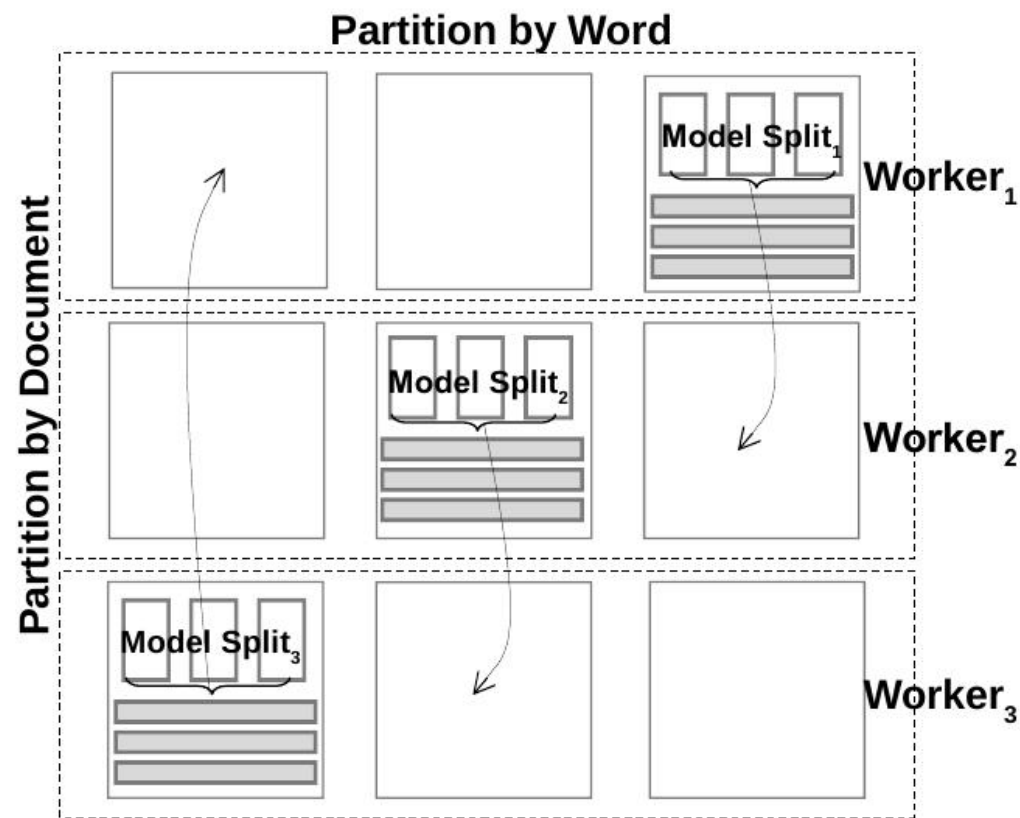 Partition by Word
Model Split1
Worker1
Partition by Document
Model Split2
Worker2
Model Split3
Worker3